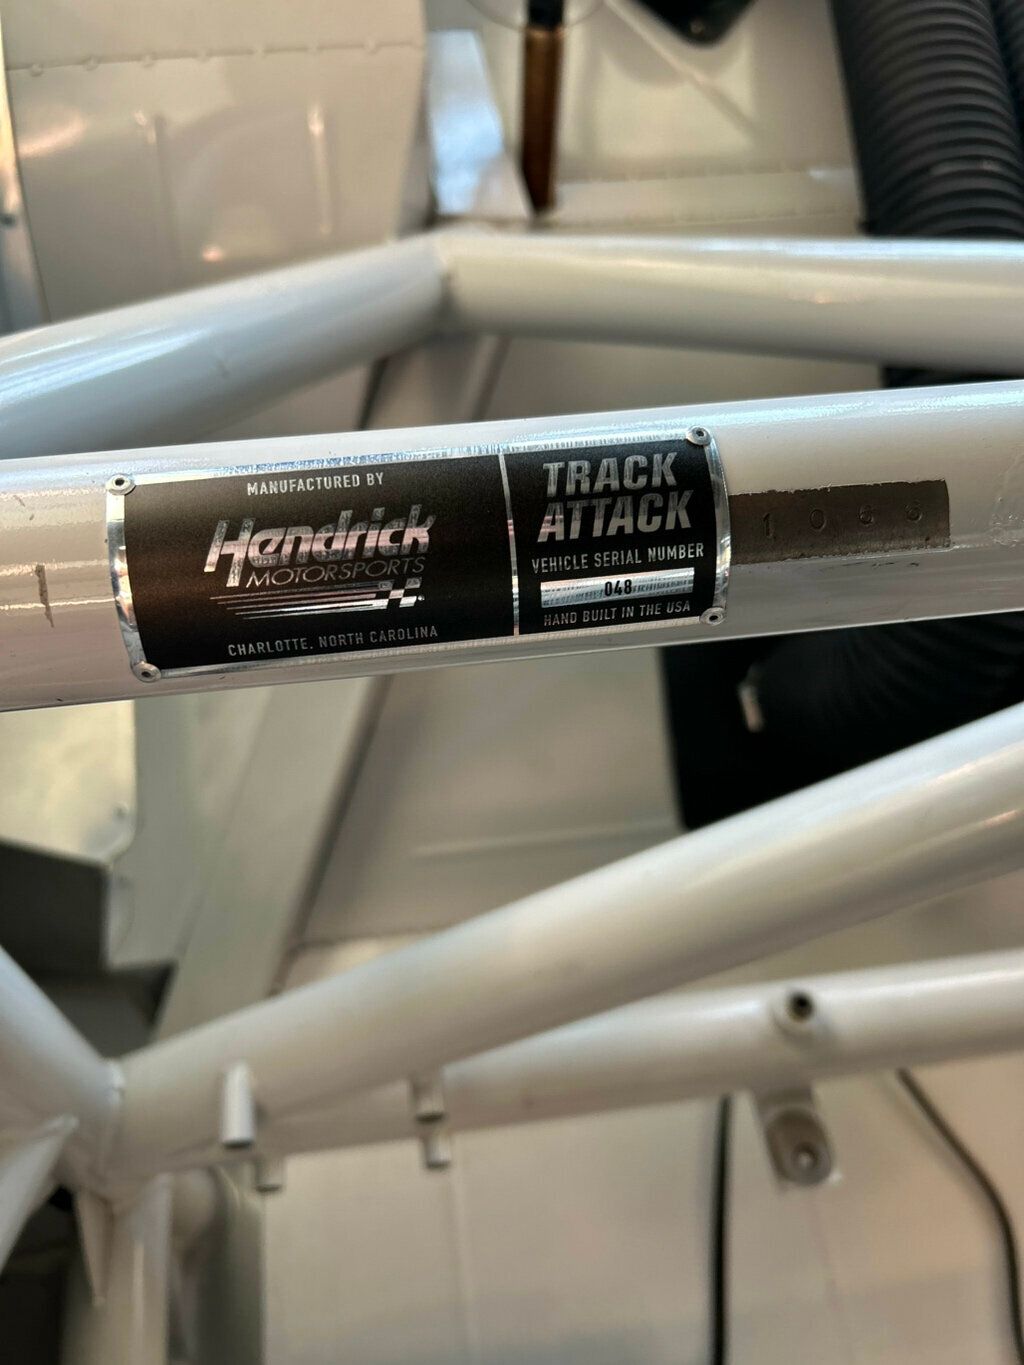 MANUFACTURED BY
Hendrick
MOTORSPORTS
CHARLOTTE, NORTH CAROLINA
TRACK
ATTACK
VEHICLE SERIAL NUMBER
048
HAND BUILT IN THE USA